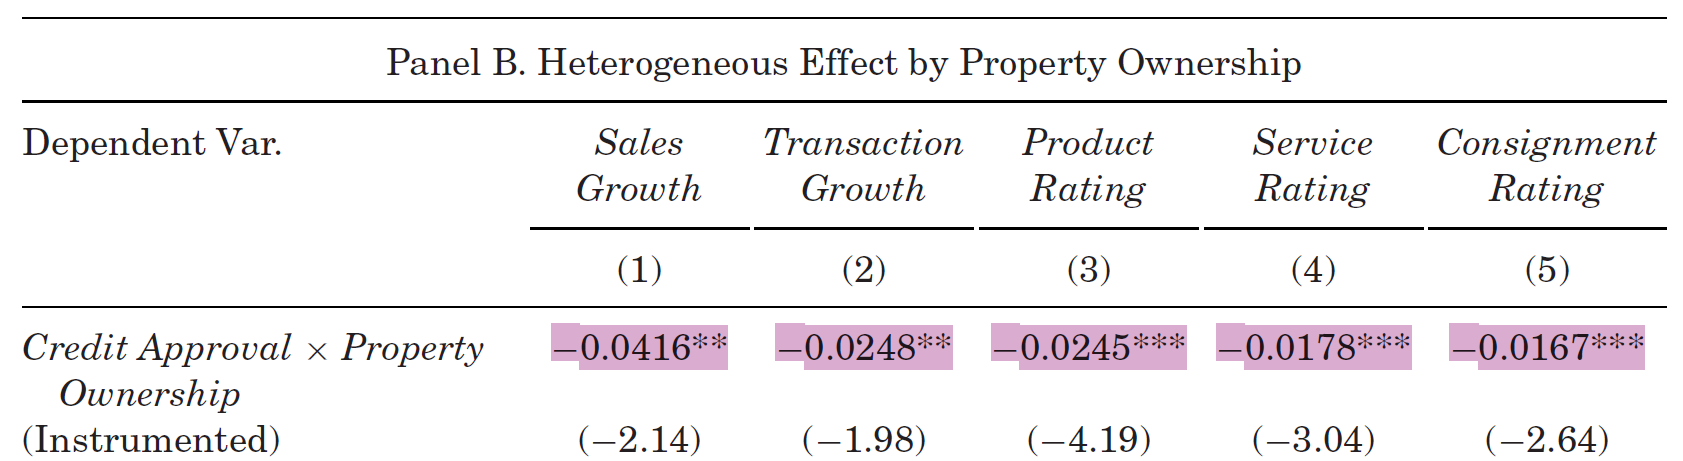 Panel B. Heterogeneous Effect by Property Ownership
Dependent Var. Sales Transaction Product Service Consignment
Growth Growth Rating Rating Rating
(1) (2) (3) (4) (5)
Credit Approval × Property −0.0416** −0.0248** −0.0245*** −0.0178*** −0.0167***
Ownership
(Instrumented) (−2.14) (−1.98) (−4.19) (−3.04) (−2.64)